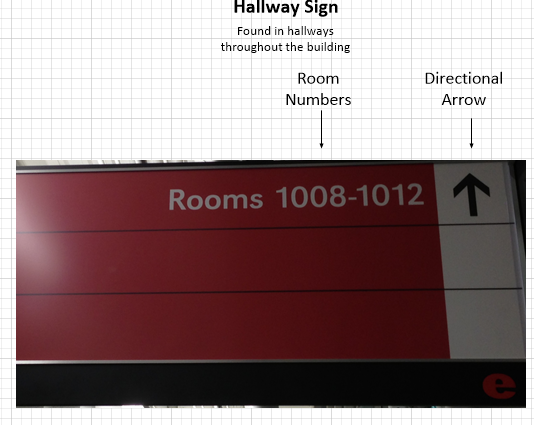 Hallway Sign
Found in hallways
throughout the building
Room
Numbers
Directional
Arrow
Rooms 1008-1012
e